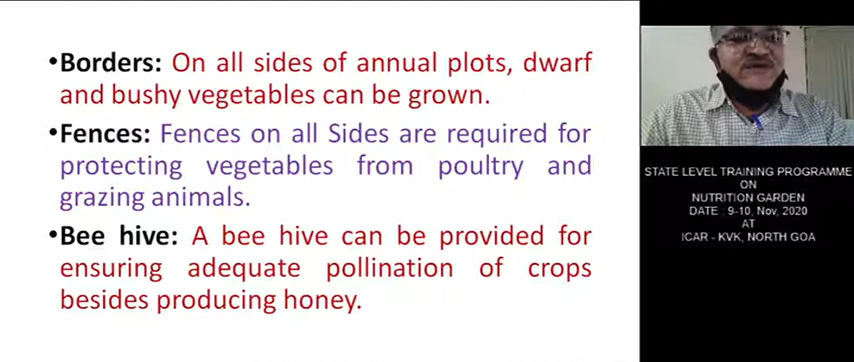 •Borders: On all sides of annual plots, dwarf
and bushy vegetables can be grown.
•Fences: Fences on all Sides are required for
protecting vegetables from poultry and
grazing animals.
•Bee hive: A bee hive can be provided for
ensuring adequate pollination of crops
besides producing honey.
STATE LEVEL TRAINING PROGRAMME
ON
NUTRITION GARDEN
DATE : 9-10, Nov, 2020
AT
ICAR - KVK, NORTH GOA